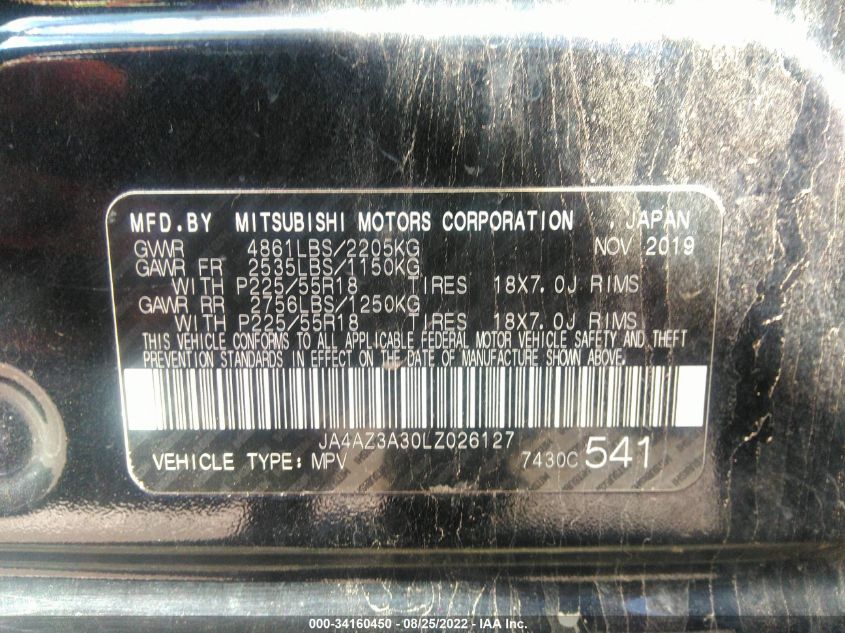 MFD.BY MITSUBISHI MOTORS CORPORATION , JAPAN
GVWR 4861LBS/2205KG NOV 2019
GAWR FR 2535LBS/1150KG
WITH P225/55R18 TIRES 18X7.0J RIMS
GAWR RR 2756LBS/1250KG
WITH P225/55R18 TIRES 18X7.0J RIMS
THIS VEHICLE CONFORMS TO ALL APPLICABLE FEDERAL MOTOR VEHICLE SAFETY AND THEFT
PREVENTION STANDARDS IN EFFECT ON THE DATE OF MANUFACTURE SHOWN ABOVE.
JA4AZ3A30LZ026127
VEHICLE TYPE: MPV 7430C 541
000-34160450 - 08/25/2022 - IAA Inc.